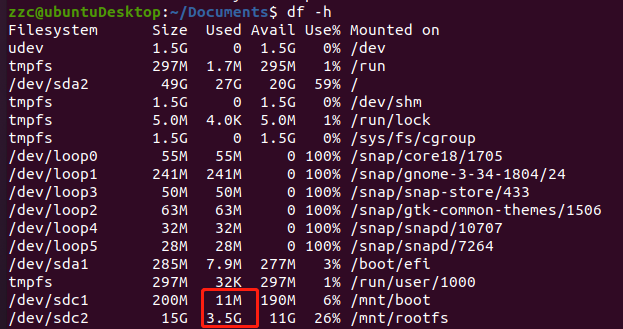 zzc@ubuntuDesktop:~/Documents$ df -h
Filesystem Size Used Avail Use% Mounted on
udev 1.5G 0 1.5G 0% /dev
tmpfs 297M 1.7M 295M 1% /run
/dev/sda2 49G 27G 20G 59% /
tmpfs 1.5G 0 1.5G 0% /dev/shm
tmpfs 5.0M 4.0K 5.0M 1% /run/lock
tmpfs 1.5G 0 1.5G 0% /sys/fs/cgroup
/dev/loop0 55M 55M 0 100% /snap/core18/1705
/dev/loop1 241M 241M 0 100% /snap/gnome-3-34-1804/24
/dev/loop3 50M 50M 0 100% /snap/snap-store/433
/dev/loop2 63M 63M 0 100% /snap/gtk-common-themes/1506
/dev/loop4 32M 32M 0 100% /snap/snapd/10707
/dev/loop5 28M 28M 0 100% /snap/snapd/7264
/dev/sda1 285M 7.9M 277M 3% /boot/efi
tmpfs 297M 32K 297M 1% /run/user/1000
/dev/sdc1 200M 11M 190M 6% /mnt/boot
/dev/sdc2 15G 3.5G 11G 26% /mnt/rootfs